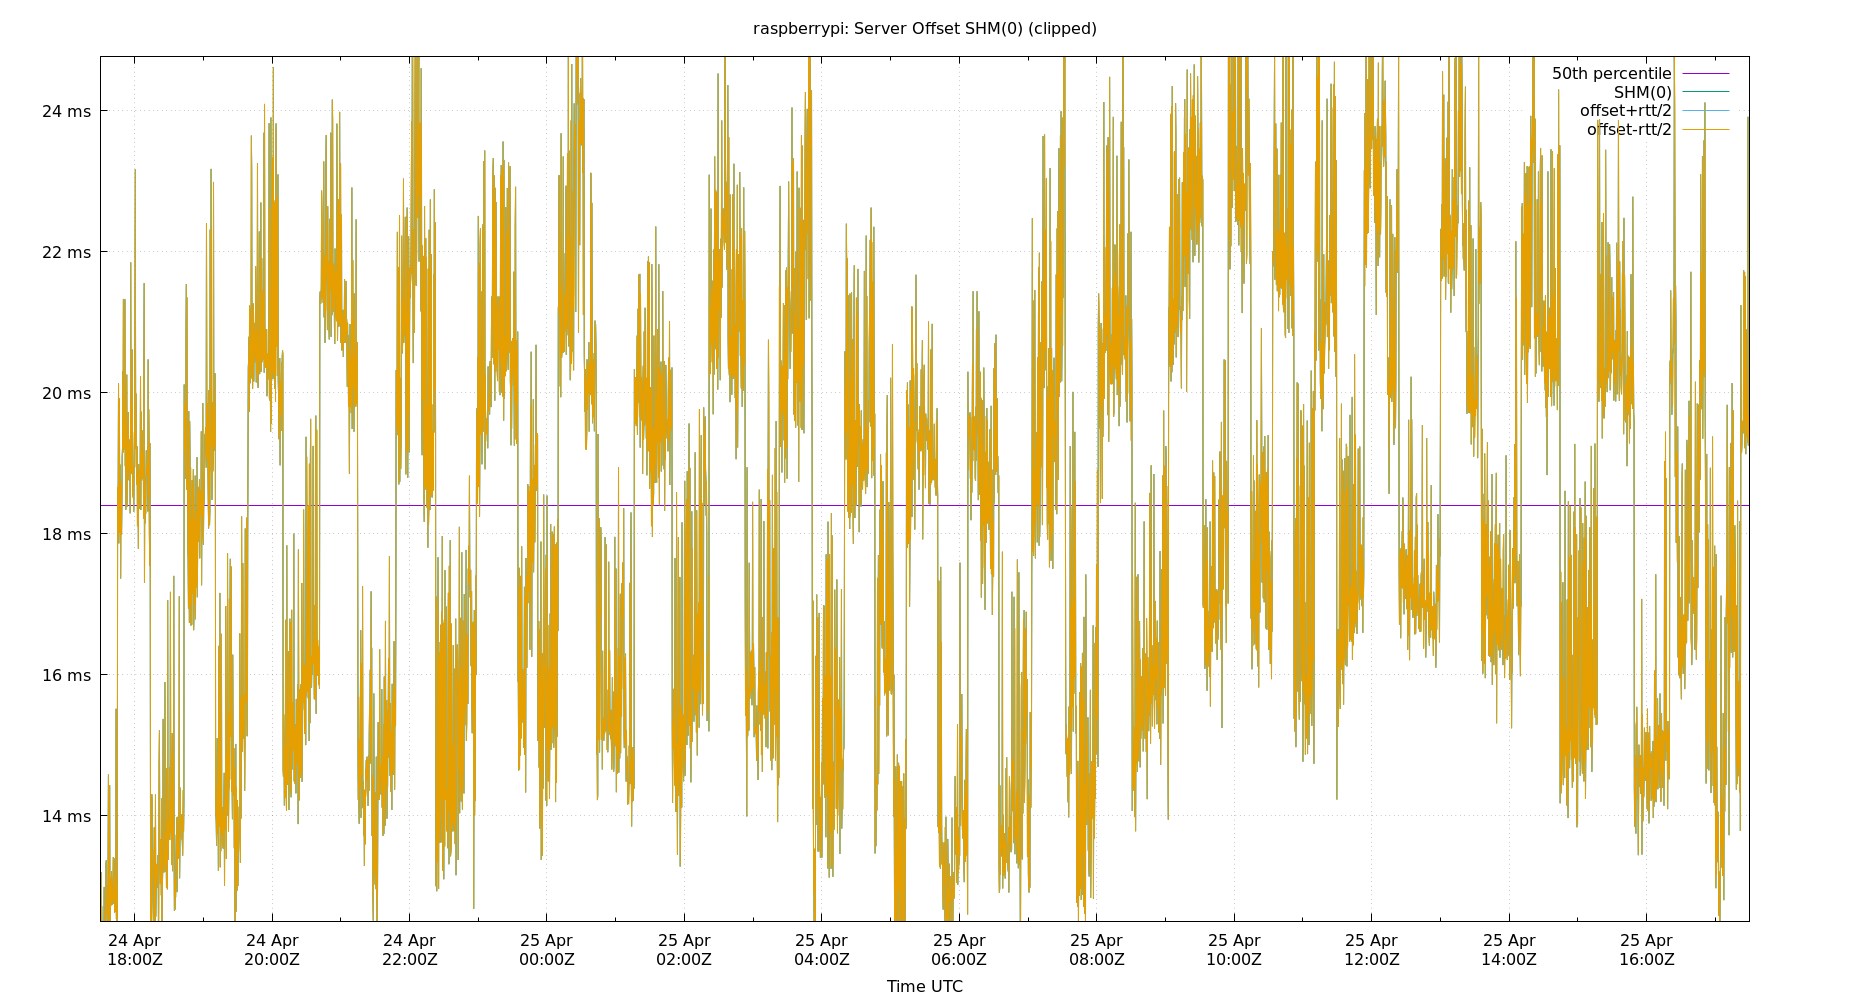 raspberrypi: Server Offset SHM(0) (clipped)
50th percentile
SHM(0)
offset+rtt/2
offset-rtt/2
24 ms
22 ms
20 ms
18 ms
16 ms
14 ms
24 Apr 24 Apr 24 Apr 25 Apr 25 Apr 25 Apr 25 Apr 25 Apr 25 Apr 25 Apr 25 Apr 25 Apr
18:00Z 20:00Z 22:00Z 00:00Z 02:00Z 04:00Z 06:00Z 08:00Z 10:00Z 12:00Z 14:00Z 16:00Z
Time UTC